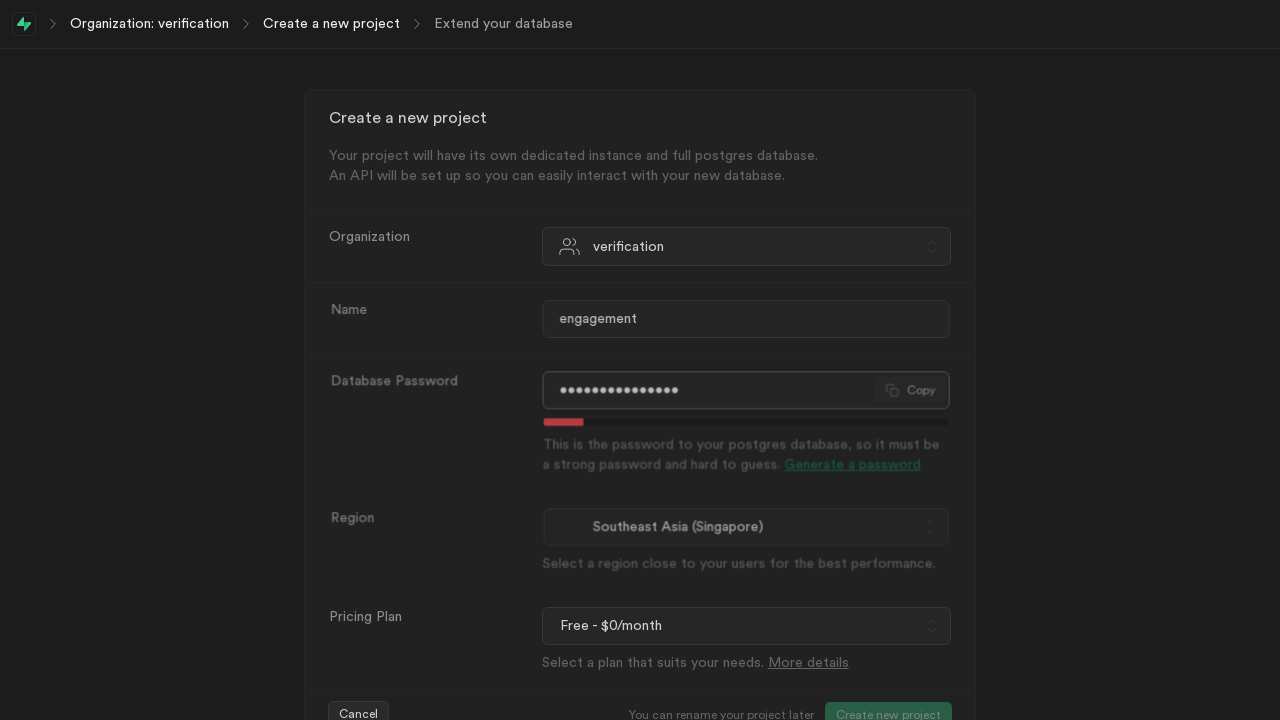 Organization: verification
Create a new project
Extend your database
Create a new project
Your project will have its own dedicated instance and full postgres database.
An API will be set up so you can easily interact with your new database.
Organization
verification
Name
engagement
Database Password
•••••••••••••••
Copy
This is the password to your postgres database, so it must be
a strong password and hard to guess. Generate a password
Region
Southeast Asia (Singapore)
Select a region close to your users for the best performance.
Pricing Plan
Free - $0/month
Select a plan that suits your needs. More details
Cancel
You can rename your project later
Create new project